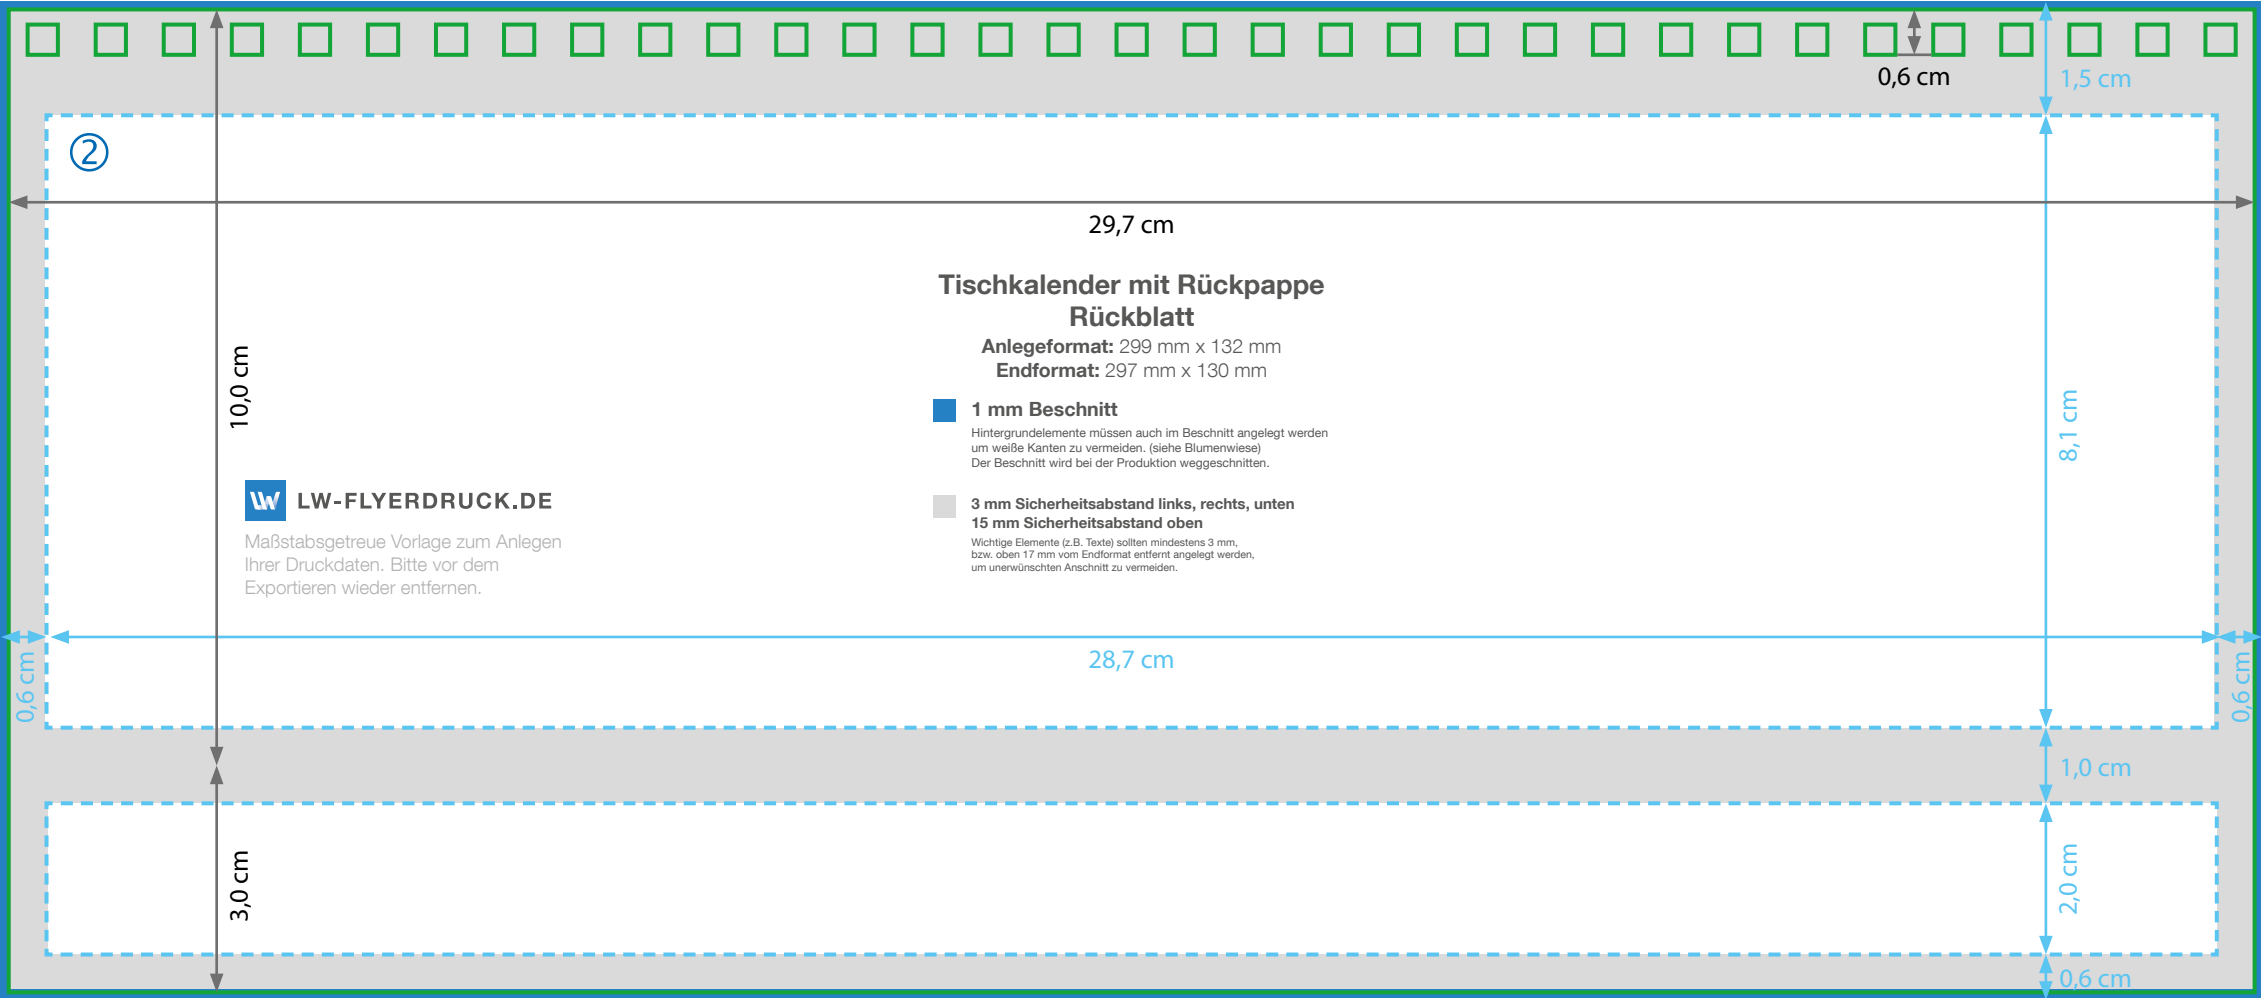 0,6 cm
1,5 cm
②
29,7 cm
Tischkalender mit Rückpappe
Rückblatt
Anlegeformat: 299 mm x 132 mm
Endformat: 297 mm x 130 mm
10,0 cm
8,1 cm
1 mm Beschnitt
Hintergrundelemente müssen auch im Beschnitt angelegt werden
um weiße Kanten zu vermeiden. (siehe Blumenwiese)
Der Beschnitt wird bei der Produktion weggeschnitten.
LW LW-FLYERDRUCK.DE
Maßstabsgetreue Vorlage zum Anlegen
Ihrer Druckdaten. Bitte vor dem
Exportieren wieder entfernen.
3 mm Sicherheitsabstand links, rechts, unten
15 mm Sicherheitsabstand oben
Wichtige Elemente (z.B. Texte) sollten mindestens 3 mm,
bzw. oben 17 mm vom Endformat entfernt angelegt werden,
um unerwünschten Anschnitt zu vermeiden.
28,7 cm
0,6 cm
0,6 cm
1,0 cm
3,0 cm
2,0 cm
0,6 cm